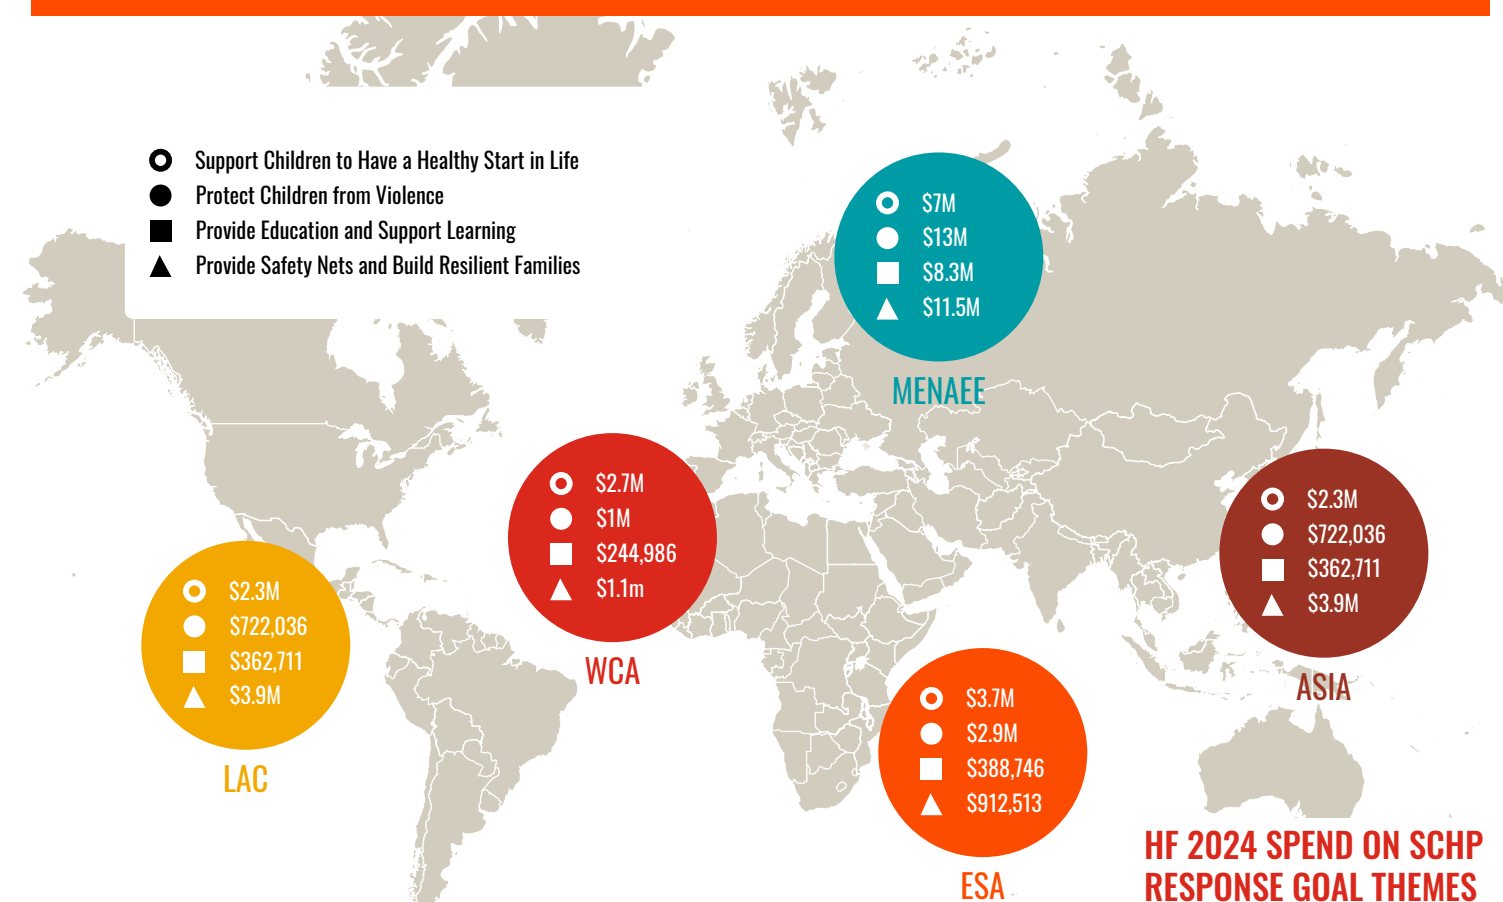 Support Children to Have a Healthy Start in Life
Protect Children from Violence
Provide Education and Support Learning
Provide Safety Nets and Build Resilient Families
$7M
$13M
$8.3M
$11.5M
MENAEE
$2.7M
$1M
$244,986
$1.1m
WCA
$2.3M
$722,036
$362,711
$3.9M
ASIA
$2.3M
$722,036
$362,711
$3.9M
LAC
$3.7M
$2.9M
$388,746
$912,513
ESA
HF 2024 SPEND ON SCHP
RESPONSE GOAL THEMES